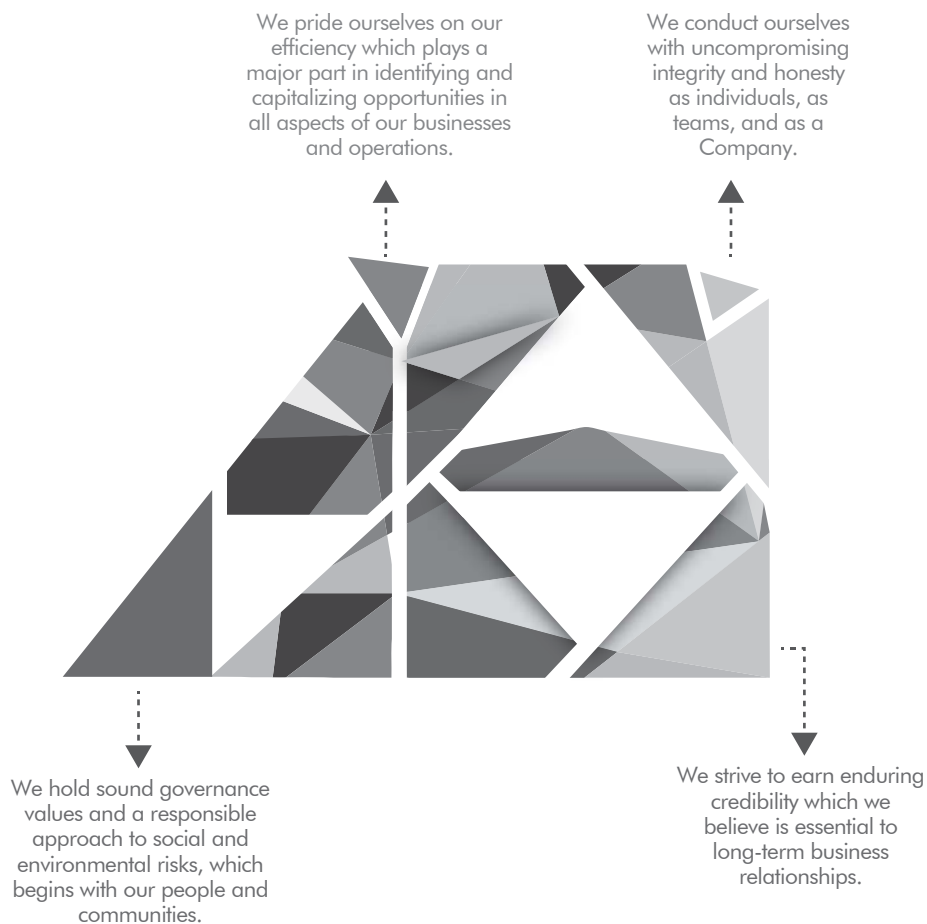 We pride ourselves on our
efficiency which plays a
major part in identifying and
capitalizing opportunities in
all aspects of our businesses
and operations.
We conduct ourselves
with uncompromising
integrity and honesty
as individuals, as
teams, and as a
Company.
We hold sound governance
values and a responsible
approach to social and
environmental risks, which
begins with our people and
communities.
We strive to earn enduring
credibility which we
believe is essential to
long-term business
relationships.